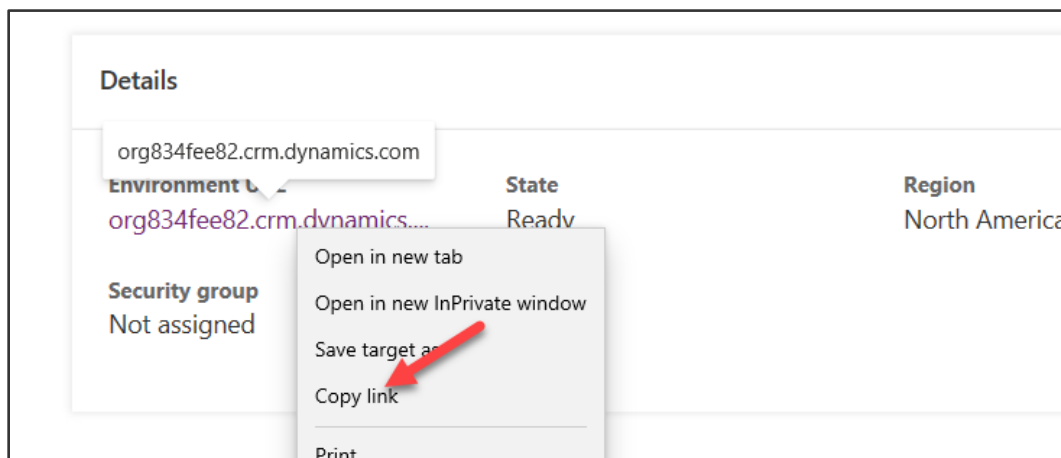 Details
org834fee82.crm.dynamics.com
Environment
State
Region
org834fee82.crm.dynamics....
Ready
North America
Open in new tab
Security group
Open in new InPrivate window
Not assigned
Save target as
Copy link
Print